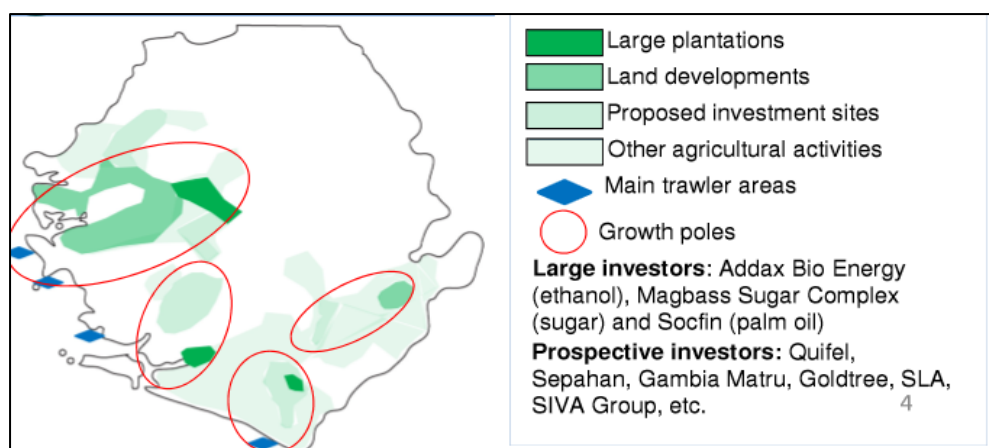 Large plantations
Land developments
Proposed investment sites
Other agricultural activities
Main trawler areas
Growth poles
Large investors: Addax Bio Energy
(ethanol), Magbass Sugar Complex
(sugar) and Socfin (palm oil)
Prospective investors: Quifel,
Sepahan, Gambia Matru, Goldtree, SLA,
SIVA Group, etc.
4